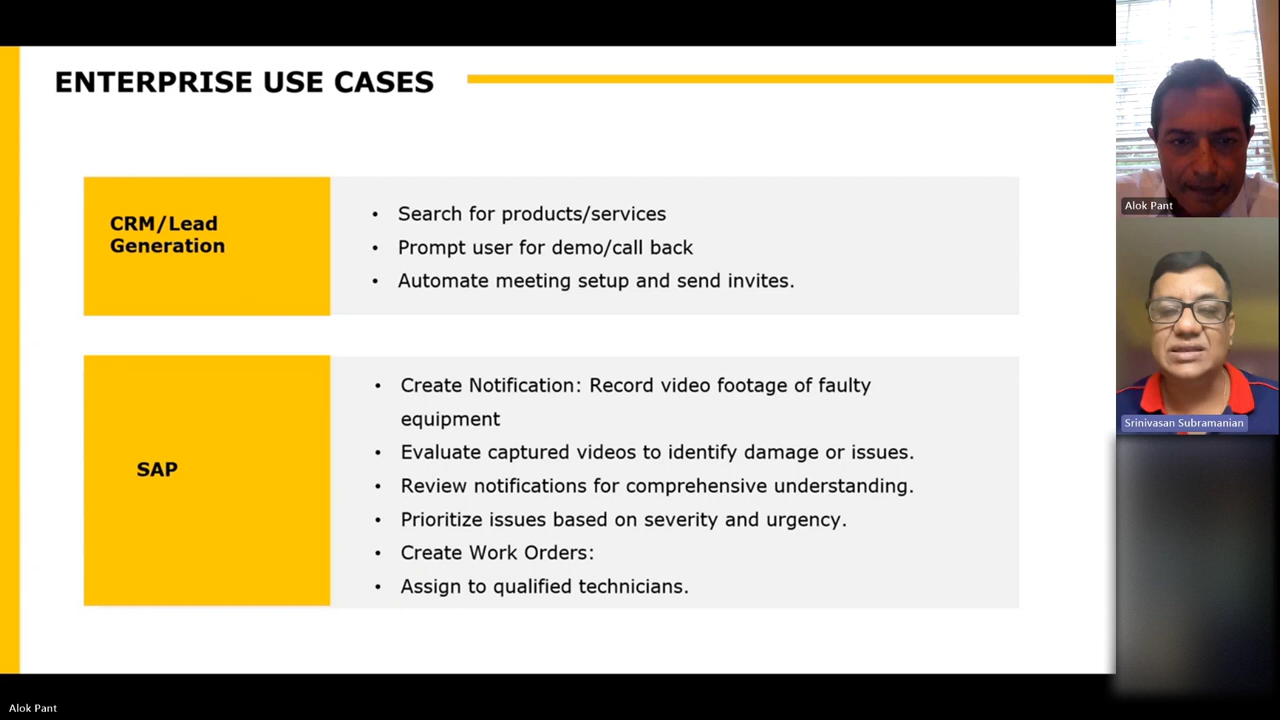 ENTERPRISE USE CASES
CRM/Lead
Generation
• Search for products/services
• Prompt user for demo/call back
• Automate meeting setup and send invites.
SAP
• Create Notification: Record video footage of faulty
equipment
• Evaluate captured videos to identify damage or issues.
• Review notifications for comprehensive understanding.
• Prioritize issues based on severity and urgency.
• Create Work Orders:
• Assign to qualified technicians.
Alok Pant
Srinivasan Subramanian
Alok Pant